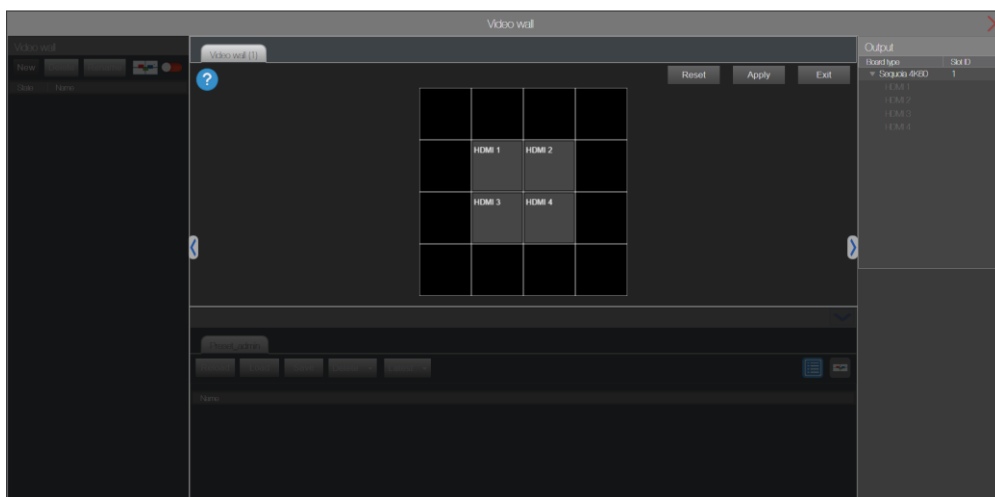 Video wall
Video wall
New
State Name
Video wall (1)
?
Reset Apply Exit
HDMI 1 HDMI 2
HDMI 3 HDMI 4
Output
Board type Slot ID
Sequoia 4K60 1
HDMI 1
HDMI 2
HDMI 3
HDMI 4
Preset_admin
Name